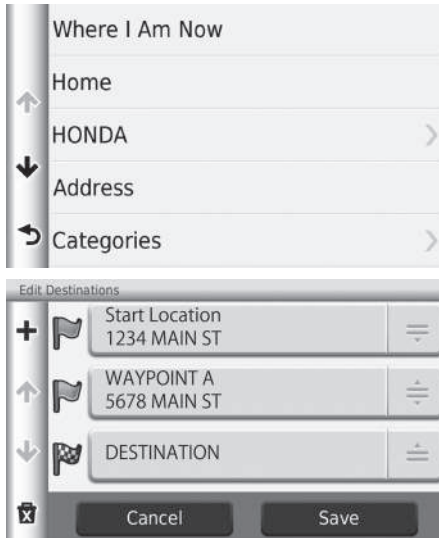 Where I Am Now
Home
HONDA
Address
Categories
Edit Destinations
Start Location
1234 MAIN ST
WAYPOINT A
5678 MAIN ST
DESTINATION
Cancel
Save